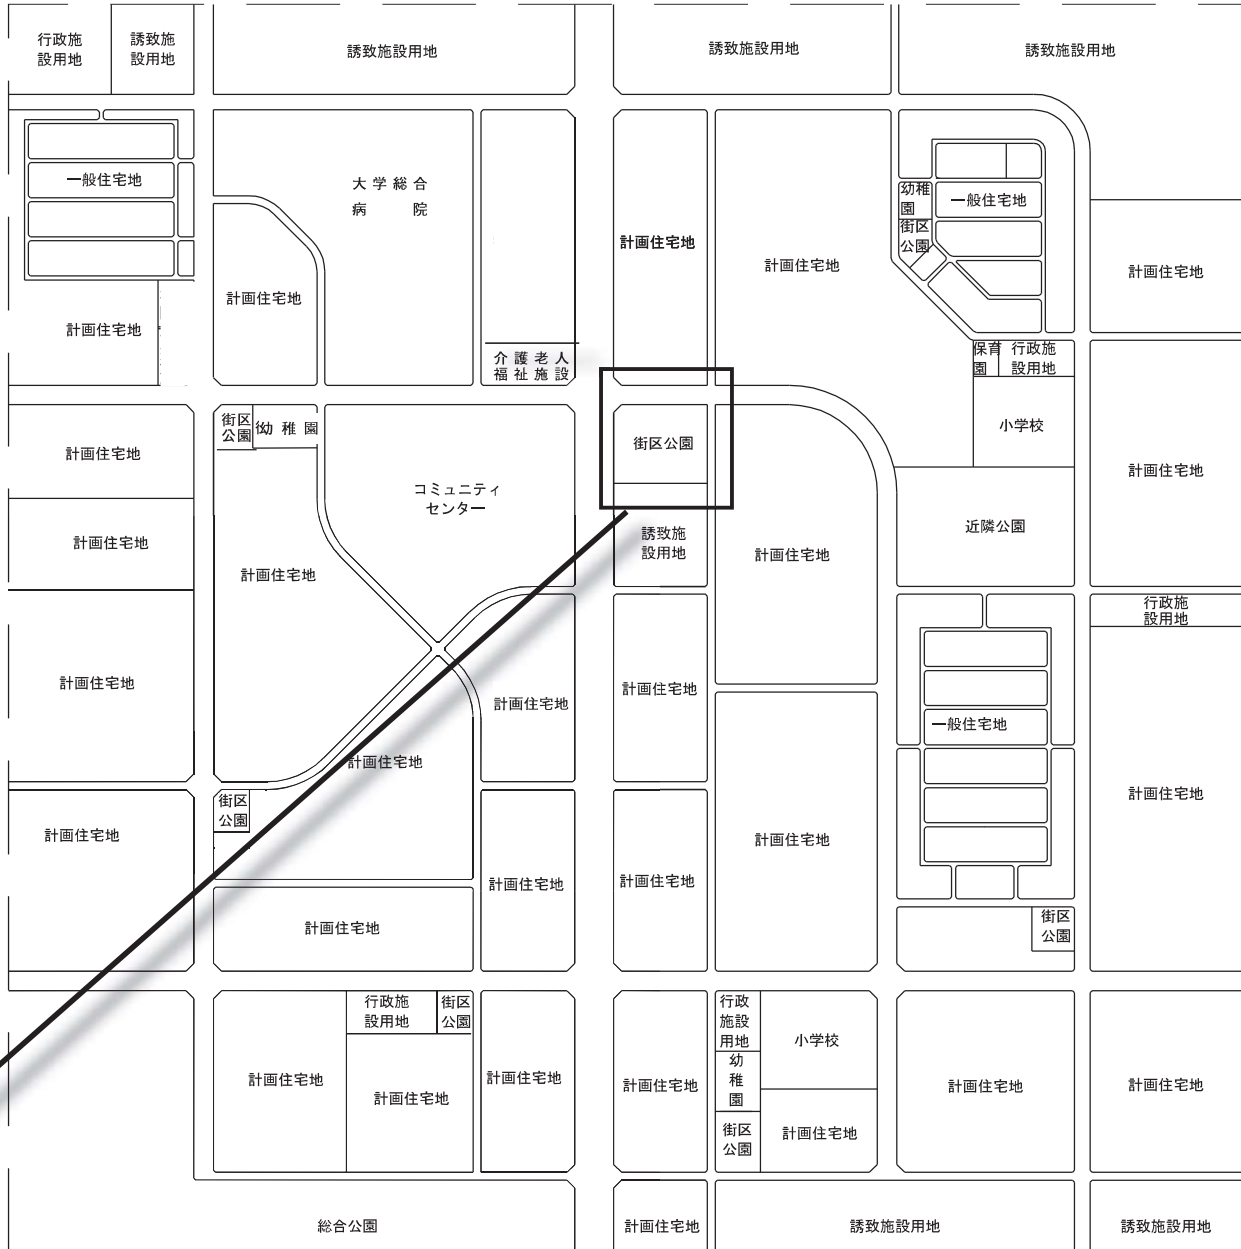 行政施
設用地
誘致施
設用地
誘致施設用地
誘致施設用地
誘致施設用地
一般住宅地
大学総合
病　院
計画住宅地
計画住宅地
幼稚
園
街区
公園
一般住宅地
計画住宅地
計画住宅地
計画住宅地
介護老人
福祉施設
保育
園
行政施
設用地
小学校
街区
公園
幼稚園
街区公園
計画住宅地
コミュニティ
センター
計画住宅地
近隣公園
誘致施
設用地
計画住宅地
計画住宅地
計画住宅地
行政施
設用地
計画住宅地
計画住宅地
計画住宅地
一般住宅地
計画住宅地
計画住宅地
街区
公園
計画住宅地
計画住宅地
計画住宅地
計画住宅地
計画住宅地
計画住宅地
街区
公園
行政施
設用地
街区
公園
行政
施設
用地
小学校
幼
稚
園
計画住宅地
計画住宅地
計画住宅地
計画住宅地
計画住宅地
計画住宅地
街区
公園
計画住宅地
総合公園
計画住宅地
誘致施設用地
誘致施設用地